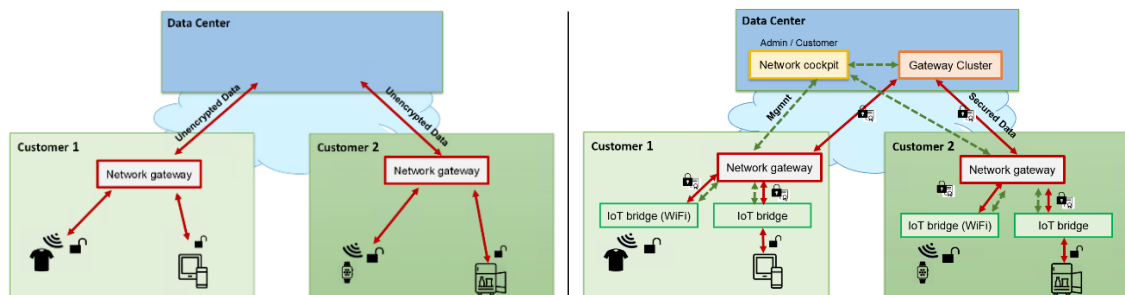 Data Center
Unencrypted Data
Unencrypted Data
Customer 1
Network gateway
Customer 2
Network gateway
Data Center
Admin / Customer
Network cockpit
Gateway Cluster
Mgmnt
Secured Data
Customer 1
Network gateway
IoT bridge (WiFi)
IoT bridge
Customer 2
Network gateway
IoT bridge (WiFi)
IoT bridge